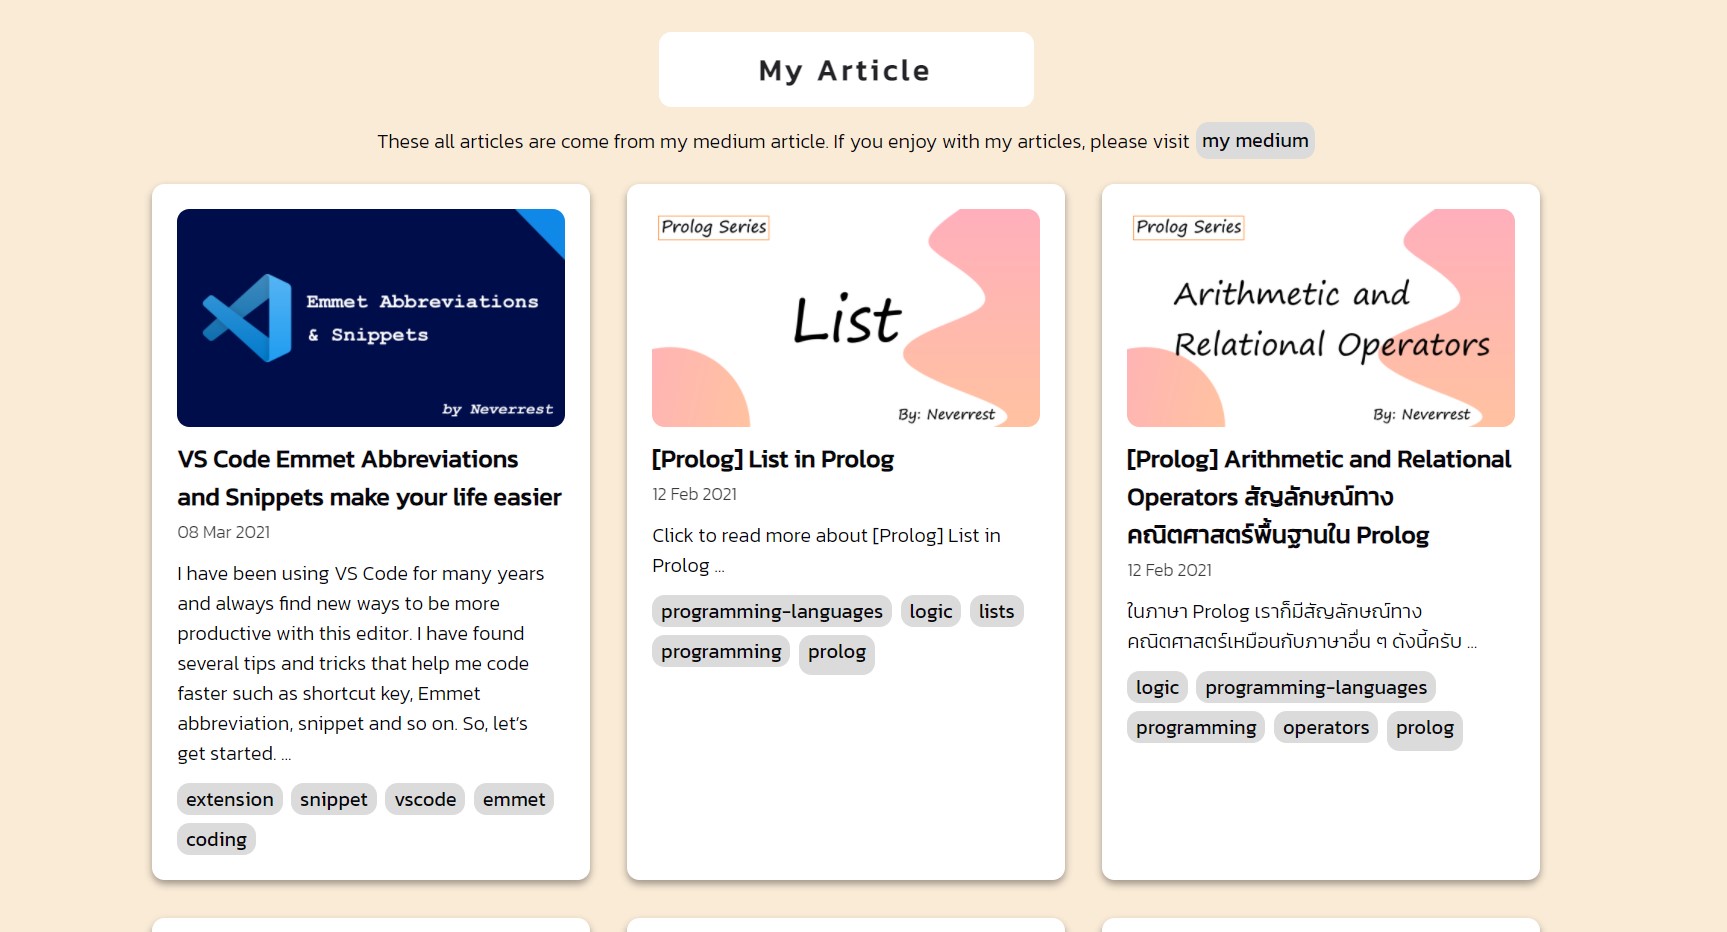 My Article
These all articles are come from my medium article. If you enjoy with my articles, please visit my medium
Emmet Abbreviations
& Snippets
by Neverrest
VS Code Emmet Abbreviations
and Snippets make your life easier
08 Mar 2021
I have been using VS Code for many years
and always find new ways to be more
productive with this editor. I have found
several tips and tricks that help me code
faster such as shortcut key, Emmet
abbreviation, snippet and so on. So, let’s
get started. ...
extension snippet vscode emmet
coding
Prolog Series
List
By: Neverrest
[Prolog] List in Prolog
12 Feb 2021
Click to read more about [Prolog] List in
Prolog ...
programming-languages logic lists
programming prolog
Prolog Series
Arithmetic and
Relational Operators
By: Neverrest
[Prolog] Arithmetic and Relational
Operators สัญลักษณ์ทาง
คณิตศาสตร์พื้นฐานใน Prolog
12 Feb 2021
ในภาษา Prolog เราก็มีสัญลักษณ์ทาง
คณิตศาสตร์เหมือนกับภาษาอื่น ๆ ดังนี้ครับ ...
logic programming-languages
programming operators prolog